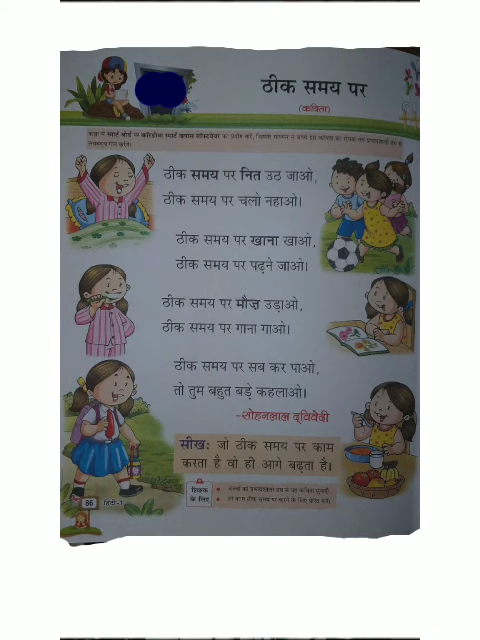 ठीक समय पर
(कविता)
ठीक समय पर नित उठ जाओ,
ठीक समय पर चलो नहाओ।
ठीक समय पर खाना खाओ,
ठीक समय पर पढ़ने जाओ।
ठीक समय पर मौज़ उड़ाओ,
ठीक समय पर गाना गाओ।
ठीक समय पर सब कर पाओ,
तो तुम बहुत बड़े कहलाओ।
–सोहनलाल द्विवेदी
सीख: जो ठीक समय पर काम
करता है वो ही आगे बढ़ता है।
शिक्षक
के लिए
86 हिंदी-1